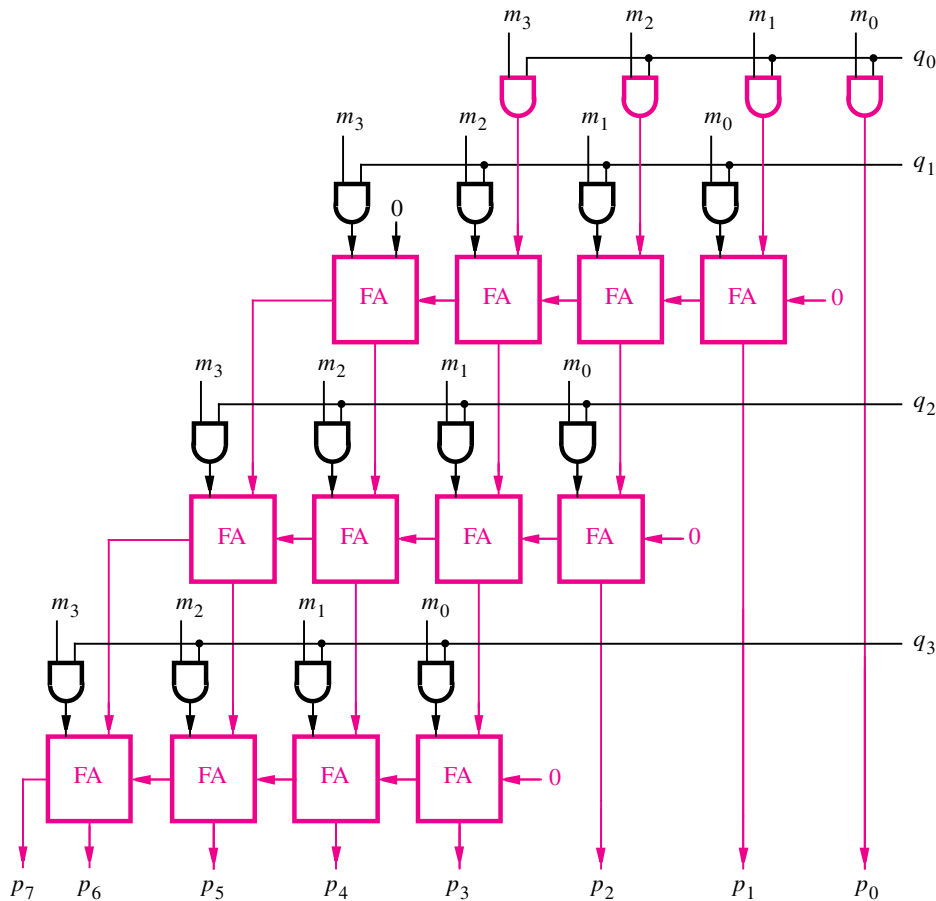 m₃ m₂ m₁ m₀
q₀
m₃ m₂ m₁ m₀
q₁
0
FA FA FA FA 0
m₃ m₂ m₁ m₀
q₂
FA FA FA FA 0
m₃ m₂ m₁ m₀
q₃
FA FA FA FA 0
p₇ p₆ p₅ p₄ p₃ p₂ p₁ p₀